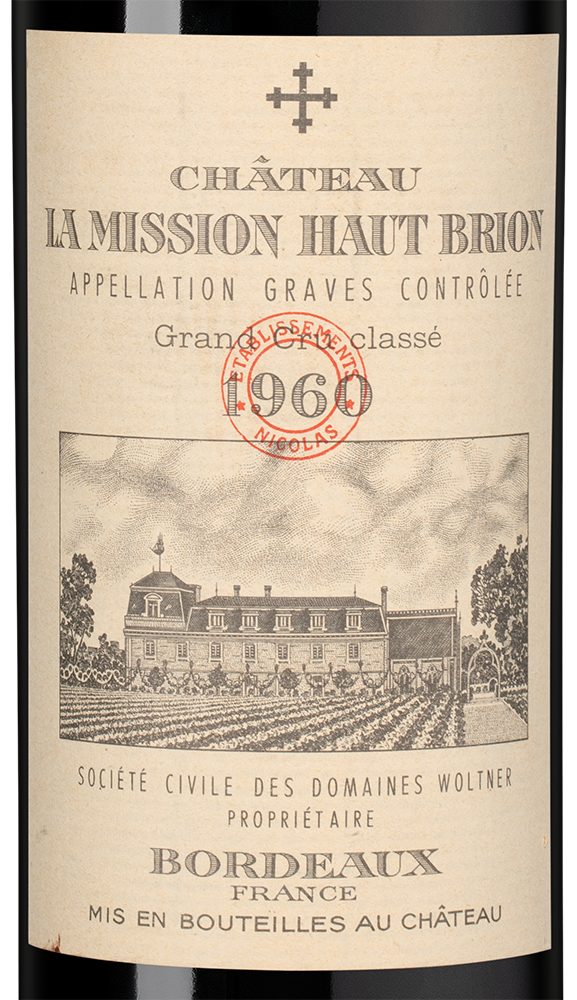 CHÂTEAU
LA MISSION HAUT BRION
APPELLATION GRAVES CONTRÔLÉE
Grand Cru classé
ETABLISSEMENTS
1960
NICOLAS
SOCIÉTÉ CIVILE DES DOMAINES WOLTNER
PROPRIÉTAIRE
BORDEAUX
FRANCE
MIS EN BOUTEILLES AU CHÂTEAU